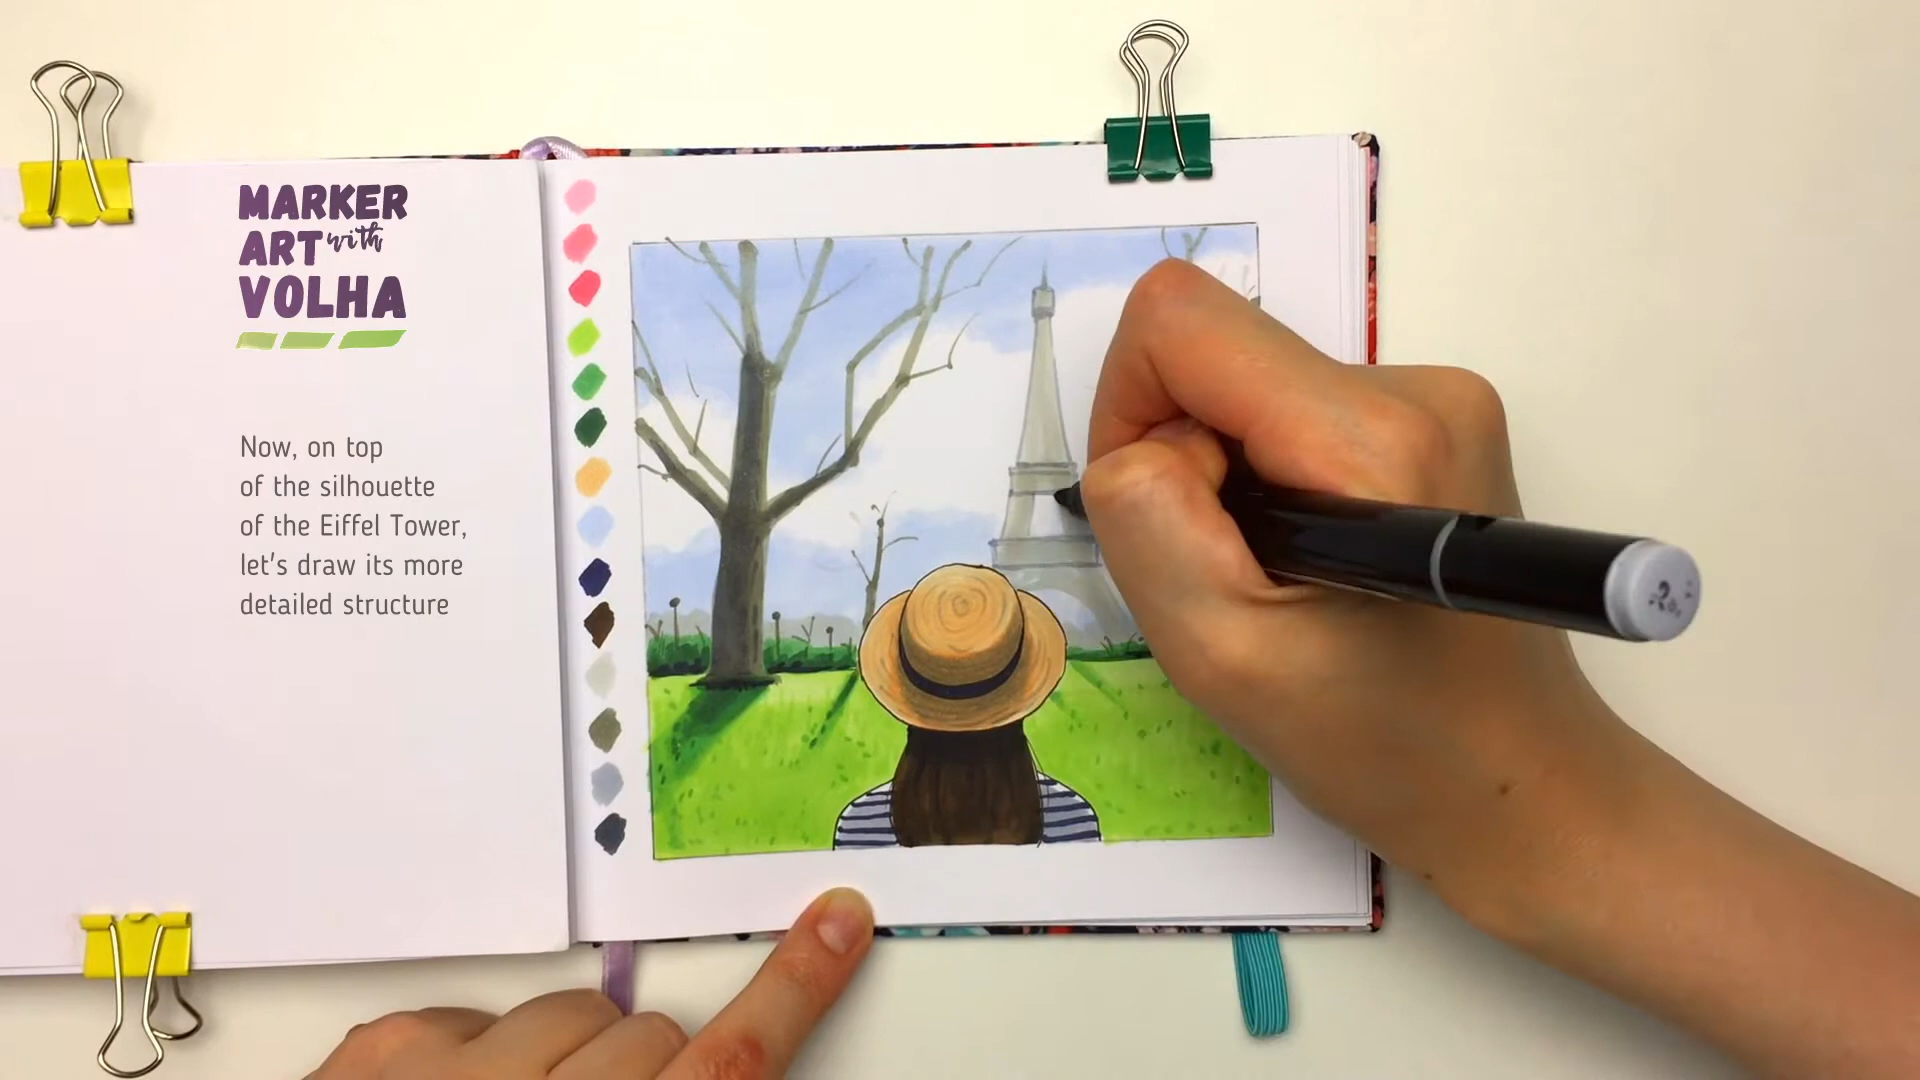 MARKER
ART with
VOLHA
Now, on top
of the silhouette
of the Eiffel Tower,
let's draw its more
detailed structure